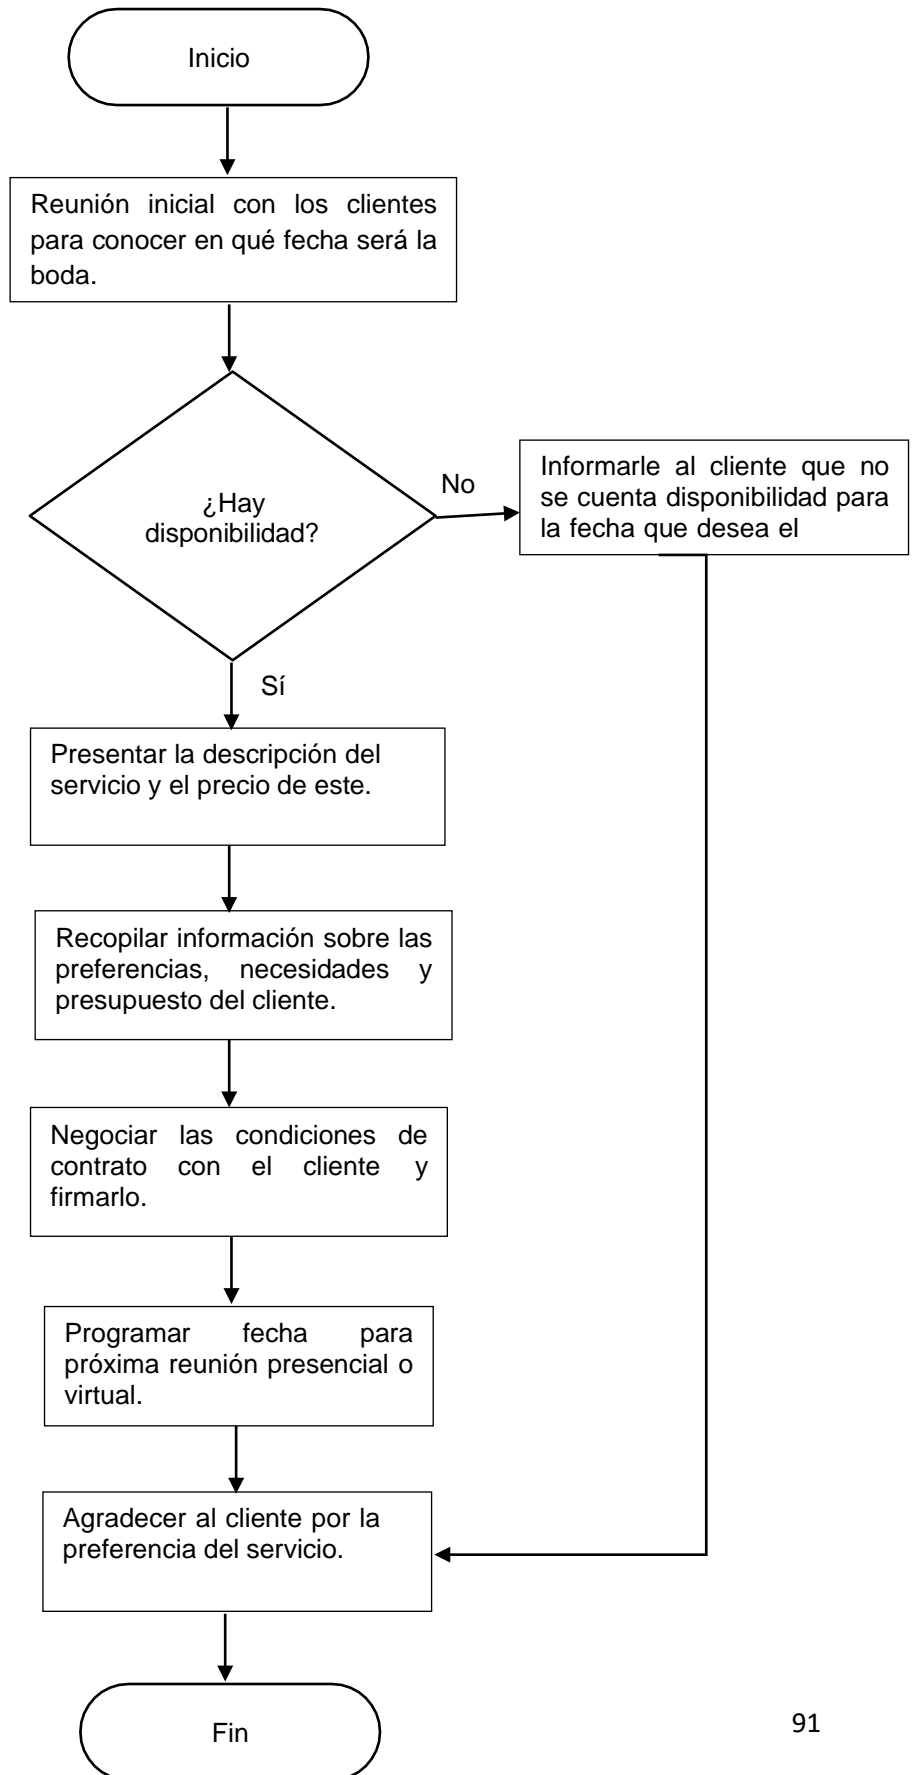 Inicio
Reunión inicial con los clientes
para conocer en qué fecha será la
boda.
¿Hay
disponibilidad?
No
Informarle al cliente que no
se cuenta disponibilidad para
la fecha que desea el
Sí
Presentar la descripción del
servicio y el precio de este.
Recopilar información sobre las
preferencias, necesidades y
presupuesto del cliente.
Negociar las condiciones de
contrato con el cliente y
firmarlo.
Programar fecha para
próxima reunión presencial o
virtual.
Agradecer al cliente por la
preferencia del servicio.
Fin
91